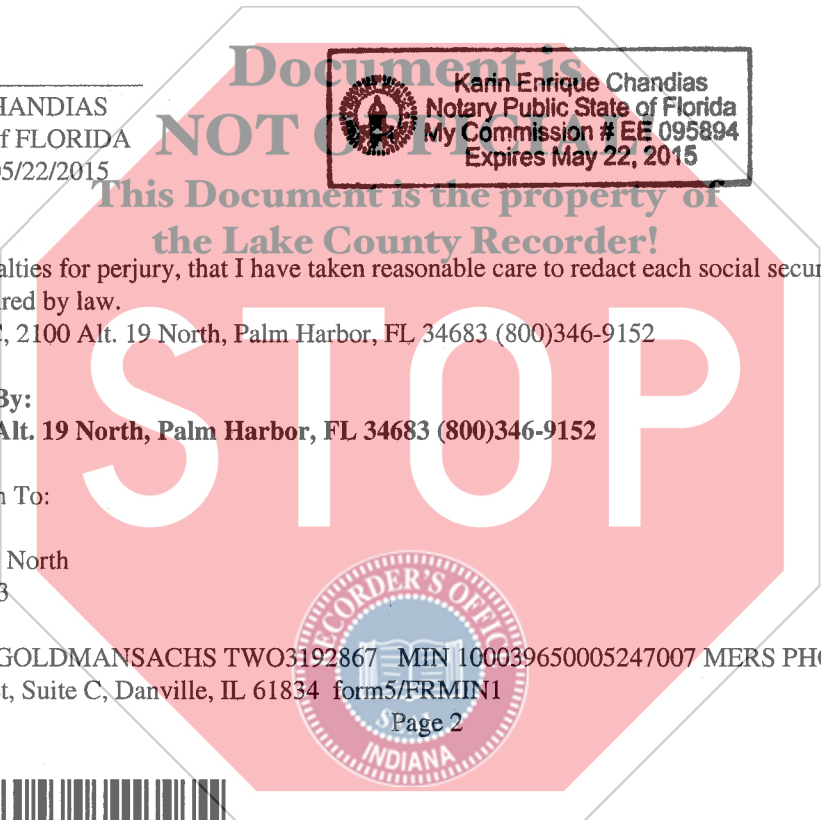 Document is
NOT OFFICIAL!
This Document is the property of
the Lake County Recorder!
HANDIAS
f FLORIDA
05/22/2015
Karin Enrique Chandias
Notary Public State of Florida
My Commission # EE 095894
Expires May 22, 2015
alties for perjury, that I have taken reasonable care to redact each social secur
red by law.
C, 2100 Alt. 19 North, Palm Harbor, FL 34683 (800)346-9152
By:
Alt. 19 North, Palm Harbor, FL 34683 (800)346-9152
n To:
North
3
GOLDMANSACHS TWO3192867 MIN 100039650005247007 MERS PHO
t, Suite C, Danville, IL 61834 form5/FRMIN1
Page 2
STOP
RECORDER'S OFFICE
SEAL
INDIANA